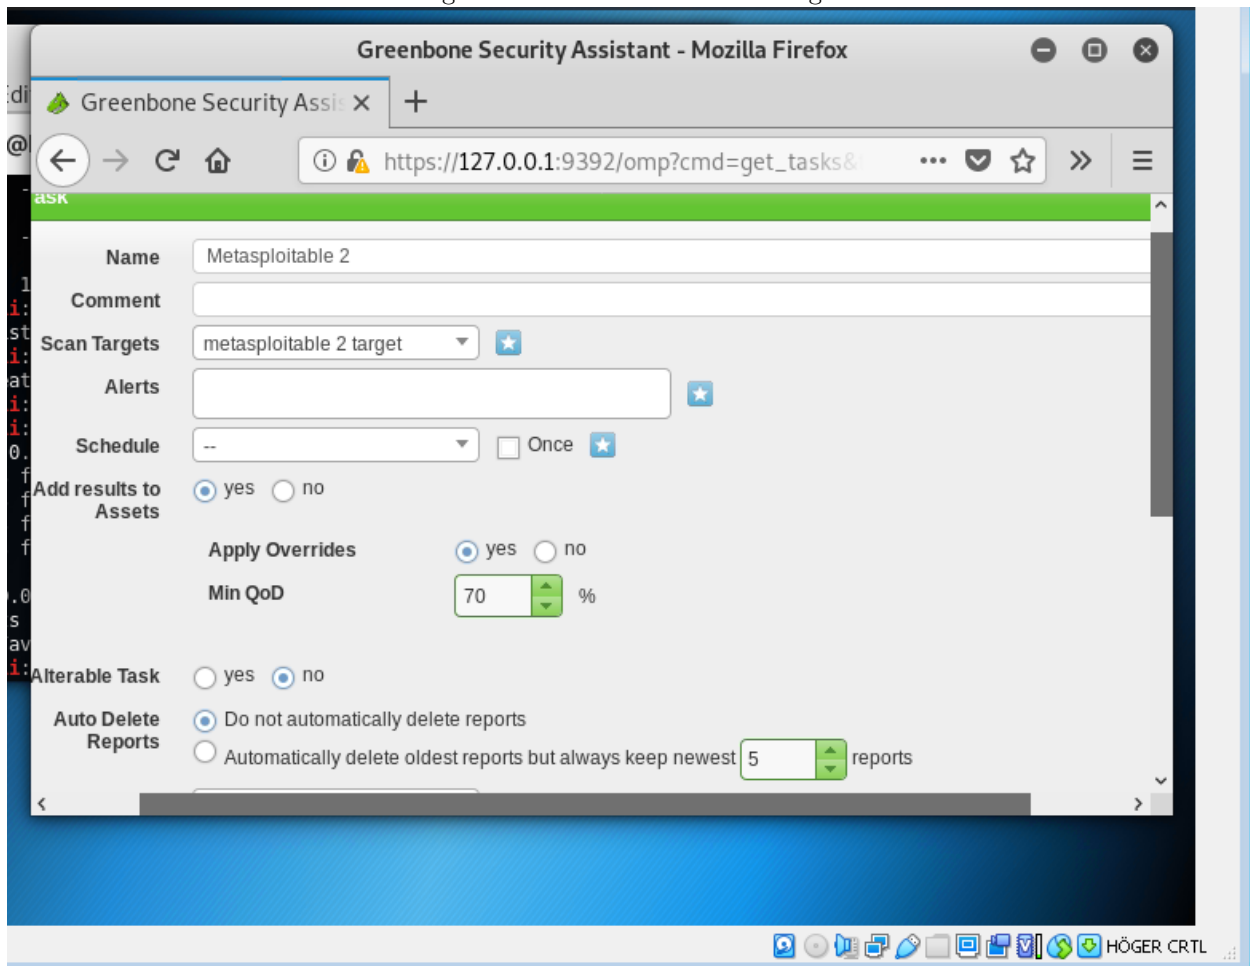 Greenbone Security Assistant - Mozilla Firefox
Greenbone Security Assis
https://127.0.0.1:9392/omp?cmd=get_tasks&
ask
Name Metasploitable 2
Comment
Scan Targets metasploitable 2 target
Alerts
Schedule -- Once
Add results to Assets yes no
Apply Overrides yes no
Min QoD 70 %
Alterable Task yes no
Auto Delete Reports Do not automatically delete reports
Automatically delete oldest reports but always keep newest 5 reports
HÖGER CRTL